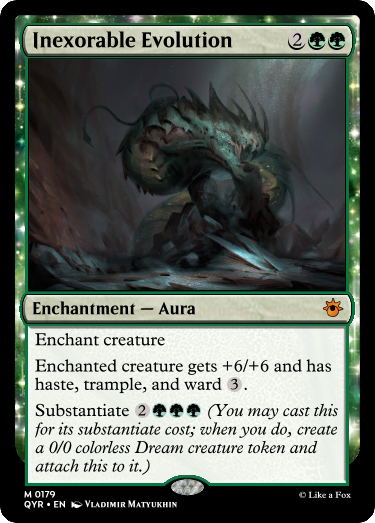 Inexorable Evolution 2
Enchantment — Aura
Enchant creature
Enchanted creature gets +6/+6 and has
haste, trample, and ward 3.
Substantiate 2 (You may cast this
for its substantiate cost; when you do, create
a 0/0 colorless Dream creature token and
attach this to it.)
M 0179
QYR • EN Vladimir Matyukhin
© Like a Fox